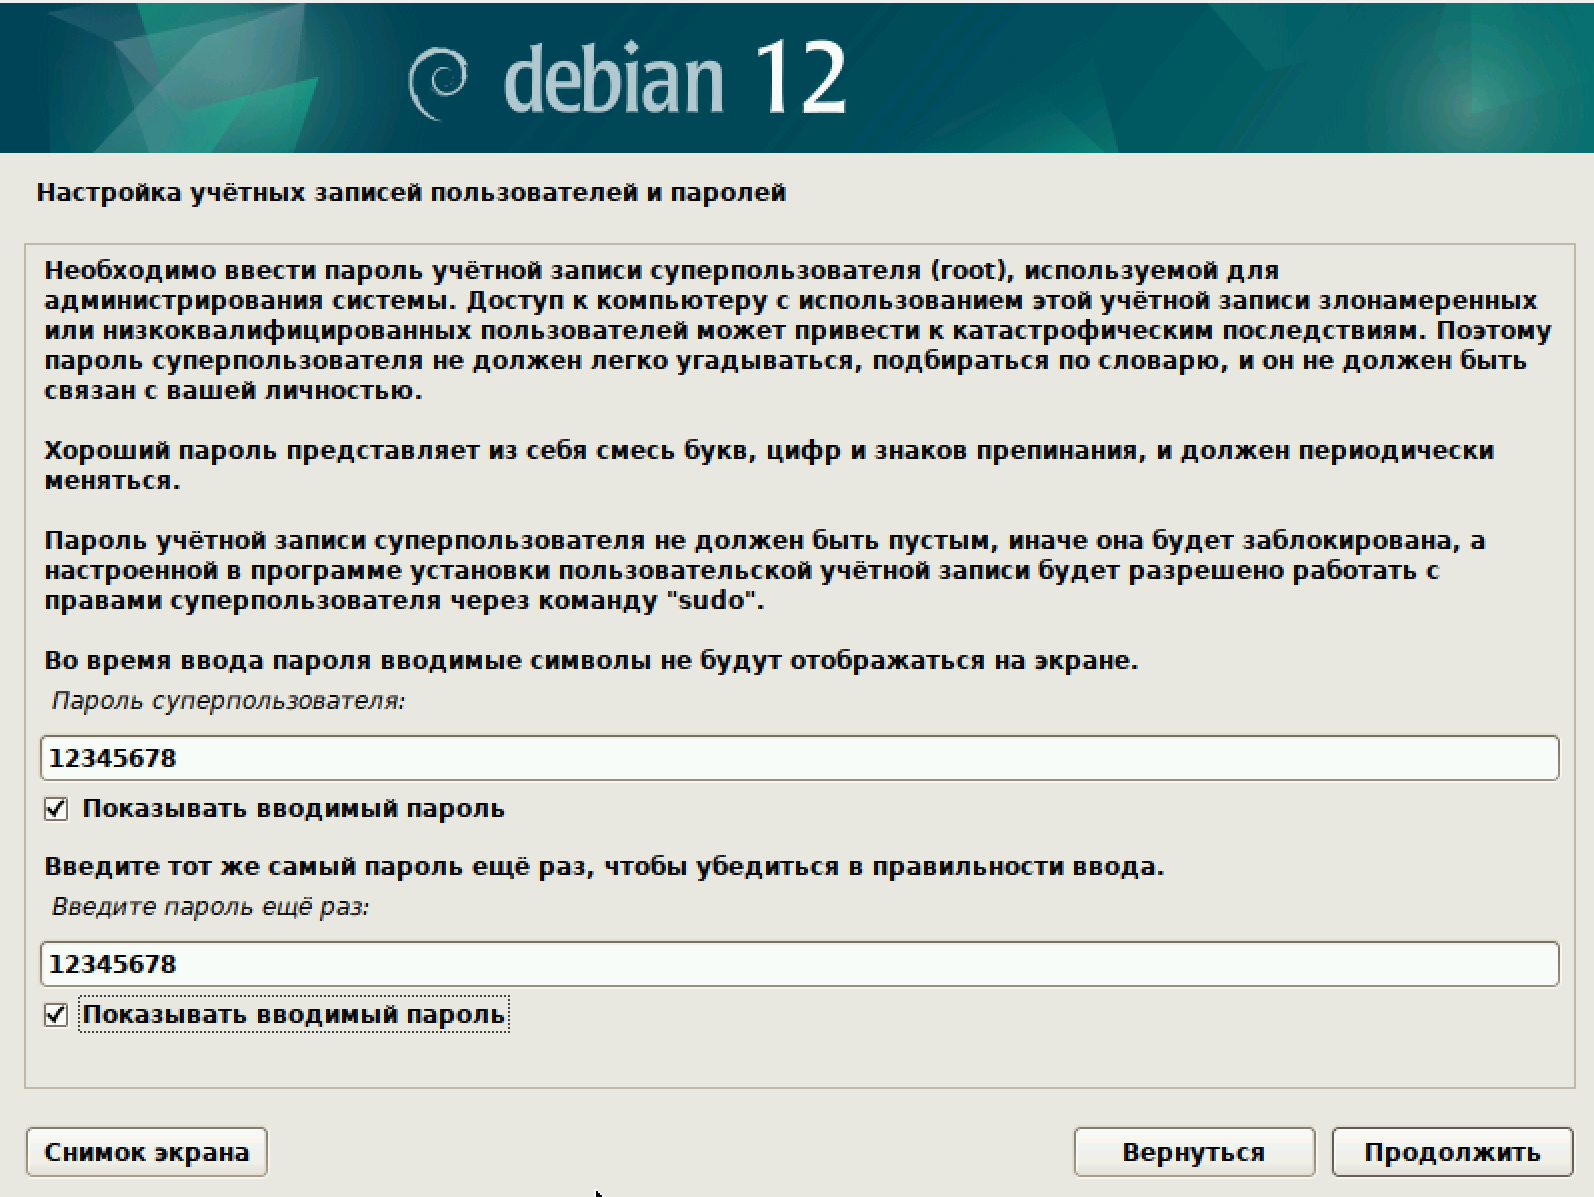 debian 12
Настройка учётных записей пользователей и паролей
Необходимо ввести пароль учётной записи суперпользователя (root), используемой для
администрирования системы. Доступ к компьютеру с использованием этой учётной записи злонамеренных
или низкоквалифицированных пользователей может привести к катастрофическим последствиям. Поэтому
пароль суперпользователя не должен легко угадываться, подбираться по словарю, и он не должен быть
связан с вашей личностью.
Хороший пароль представляет из себя смесь букв, цифр и знаков препинания, и должен периодически
меняться.
Пароль учётной записи суперпользователя не должен быть пустым, иначе она будет заблокирована, а
настроенной в программе установки пользовательской учётной записи будет разрешено работать с
правами суперпользователя через команду "sudo".
Во время ввода пароля вводимые символы не будут отображаться на экране.
Пароль суперпользователя:
12345678
Показывать вводимый пароль
Введите тот же самый пароль ещё раз, чтобы убедиться в правильности ввода.
Введите пароль ещё раз:
12345678
Показывать вводимый пароль
Снимок экрана
Вернуться
Продолжить